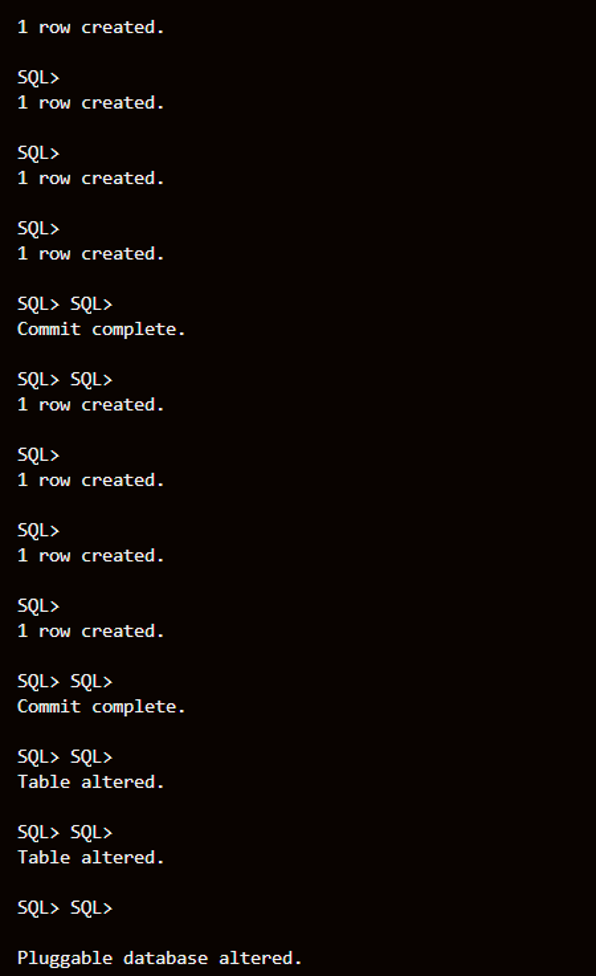 1 row created.
SQL>
1 row created.
SQL>
1 row created.
SQL>
1 row created.
SQL> SQL>
Commit complete.
SQL> SQL>
1 row created.
SQL>
1 row created.
SQL>
1 row created.
SQL>
1 row created.
SQL> SQL>
Commit complete.
SQL> SQL>
Table altered.
SQL> SQL>
Table altered.
SQL> SQL>
Pluggable database altered.